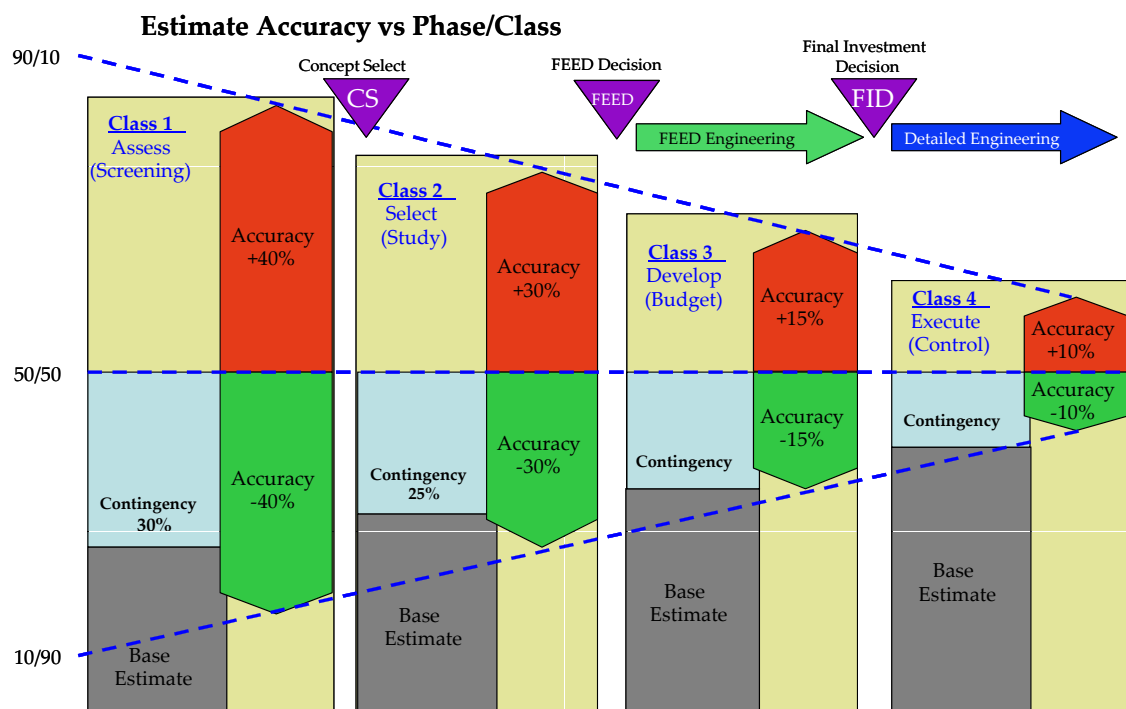 Estimate Accuracy vs Phase/Class
90/10
50/50
10/90
Concept Select
CS
FEED Decision
FEED
Final Investment
Decision
FID
FEED Engineering
Detailed Engineering
Class 1
Assess
(Screening)
Accuracy
+40%
Accuracy
-40%
Contingency
30%
Base
Estimate
Class 2
Select
(Study)
Accuracy
+30%
Accuracy
-30%
Contingency
25%
Base
Estimate
Class 3
Develop
(Budget)
Accuracy
+15%
Accuracy
-15%
Contingency
Base
Estimate
Class 4
Execute
(Control)
Accuracy
+10%
Accuracy
-10%
Contingency
Base
Estimate